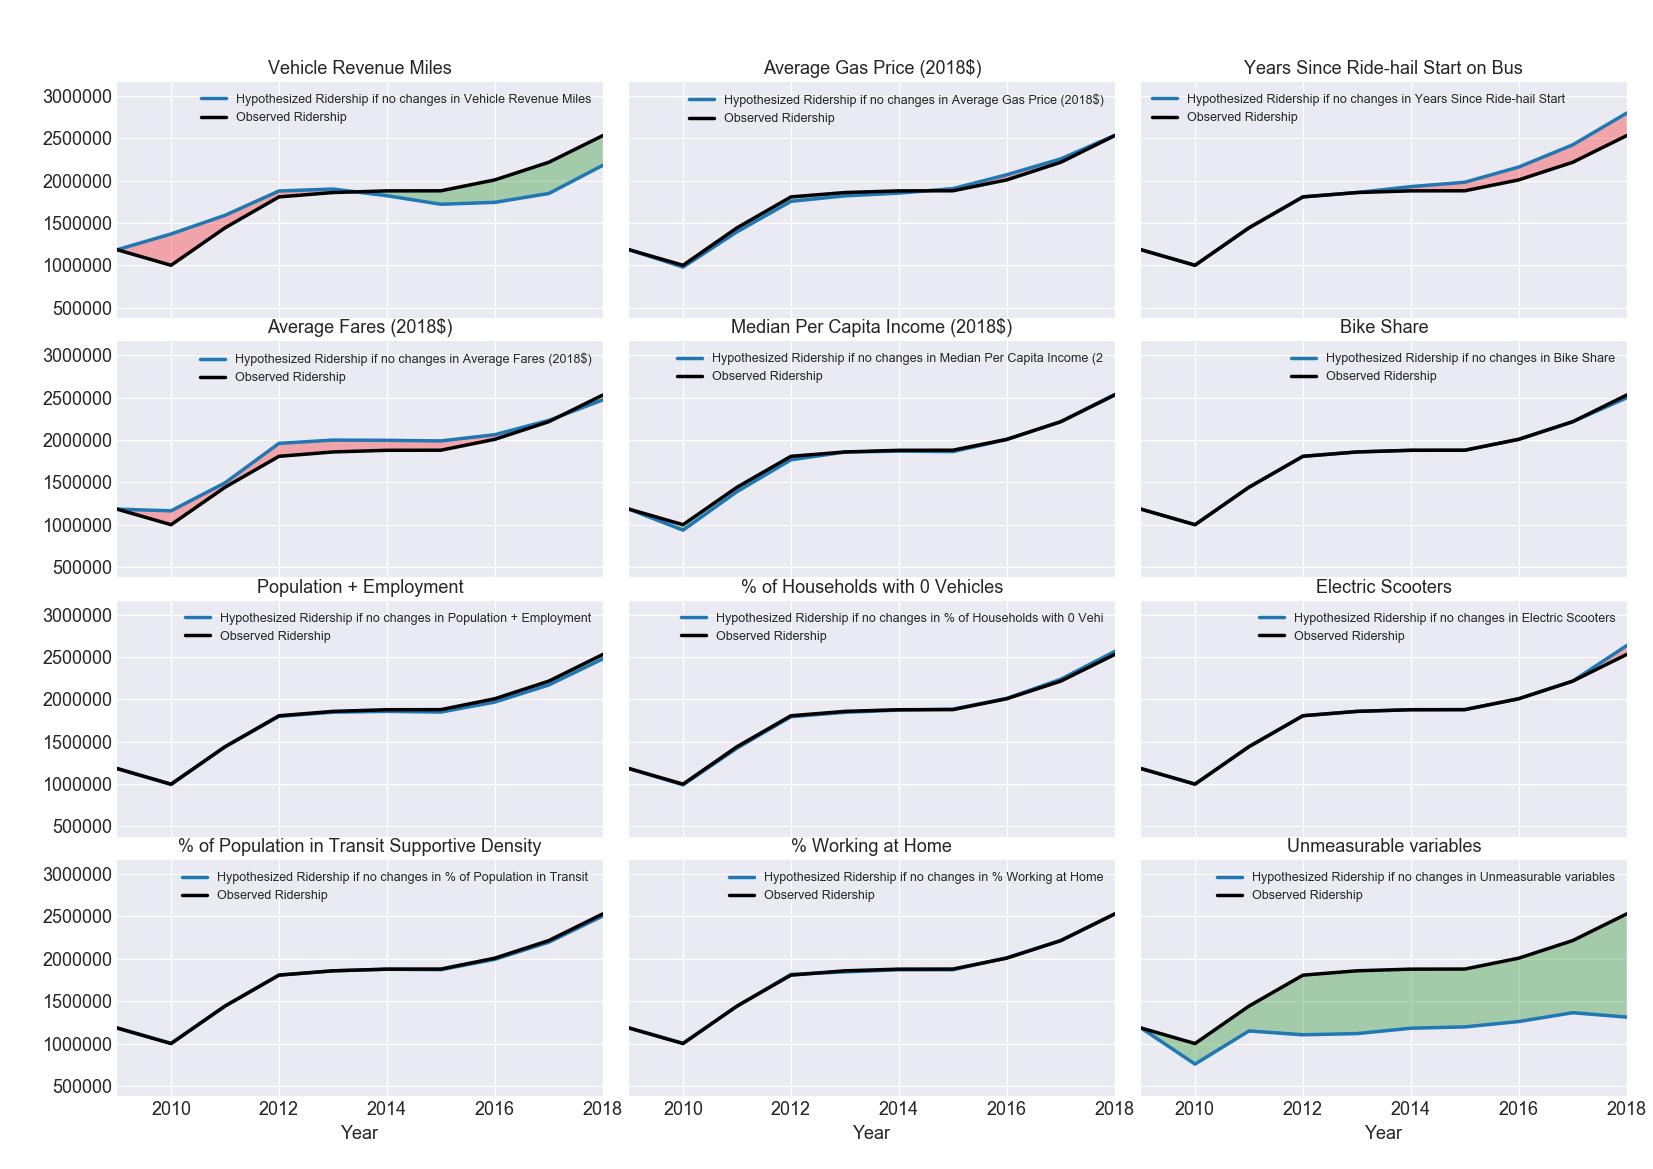 Vehicle Revenue Miles
3000000
2500000
2000000
1500000
1000000
500000
Hypothesized Ridership if no changes in Vehicle Revenue Miles
Observed Ridership
Average Gas Price (2018$)
Hypothesized Ridership if no changes in Average Gas Price (2018$)
Observed Ridership
Years Since Ride-hail Start on Bus
Hypothesized Ridership if no changes in Years Since Ride-hail Start
Observed Ridership
Average Fares (2018$)
3000000
2500000
2000000
1500000
1000000
500000
Hypothesized Ridership if no changes in Average Fares (2018$)
Observed Ridership
Median Per Capita Income (2018$)
Hypothesized Ridership if no changes in Median Per Capita Income (2
Observed Ridership
Bike Share
Hypothesized Ridership if no changes in Bike Share
Observed Ridership
Population + Employment
3000000
2500000
2000000
1500000
1000000
500000
Hypothesized Ridership if no changes in Population + Employment
Observed Ridership
% of Households with 0 Vehicles
Hypothesized Ridership if no changes in % of Households with 0 Vehi
Observed Ridership
Electric Scooters
Hypothesized Ridership if no changes in Electric Scooters
Observed Ridership
% of Population in Transit Supportive Density
3000000
2500000
2000000
1500000
1000000
500000
Hypothesized Ridership if no changes in % of Population in Transit
Observed Ridership
2010 2012 2014 2016 2018
Year
% Working at Home
Hypothesized Ridership if no changes in % Working at Home
Observed Ridership
2010 2012 2014 2016 2018
Year
Unmeasurable variables
Hypothesized Ridership if no changes in Unmeasurable variables
Observed Ridership
2010 2012 2014 2016 2018
Year